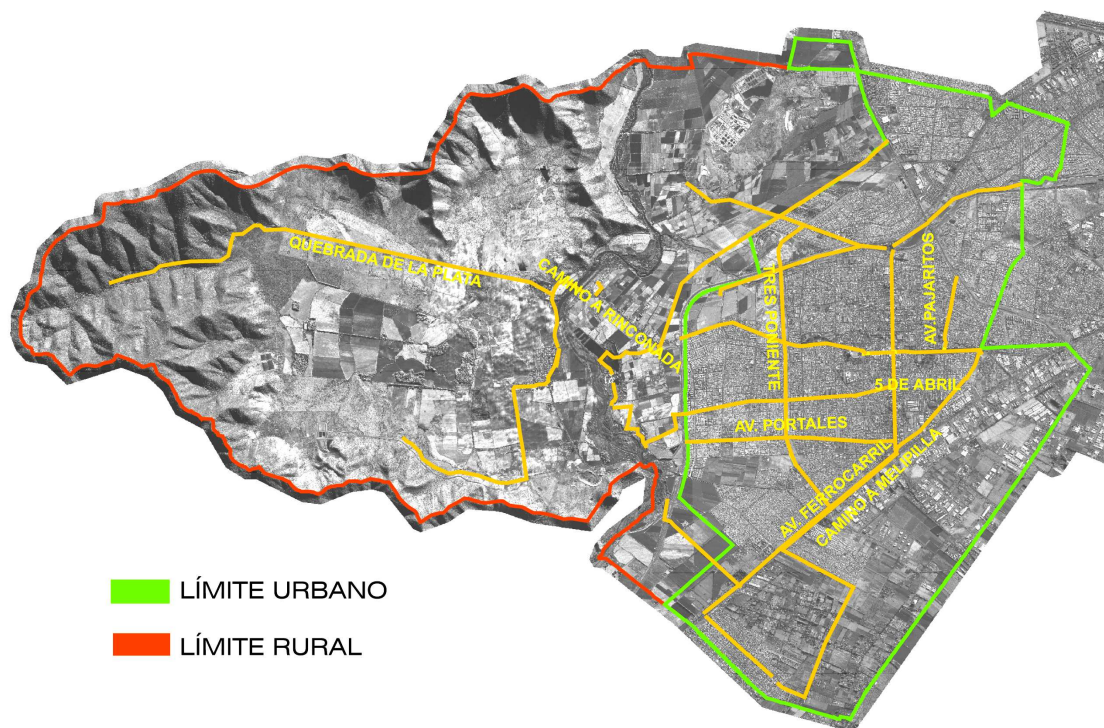 QUEBRADA DE LA PLATA
CAMINO A RINCONADA
TRES PONIENTE
AV. PAJARITOS
5 DE ABRIL
AV. PORTALES
AV. FERROCARRIL
CAMINO A MELIPILLA
LÍMITE URBANO
LÍMITE RURAL